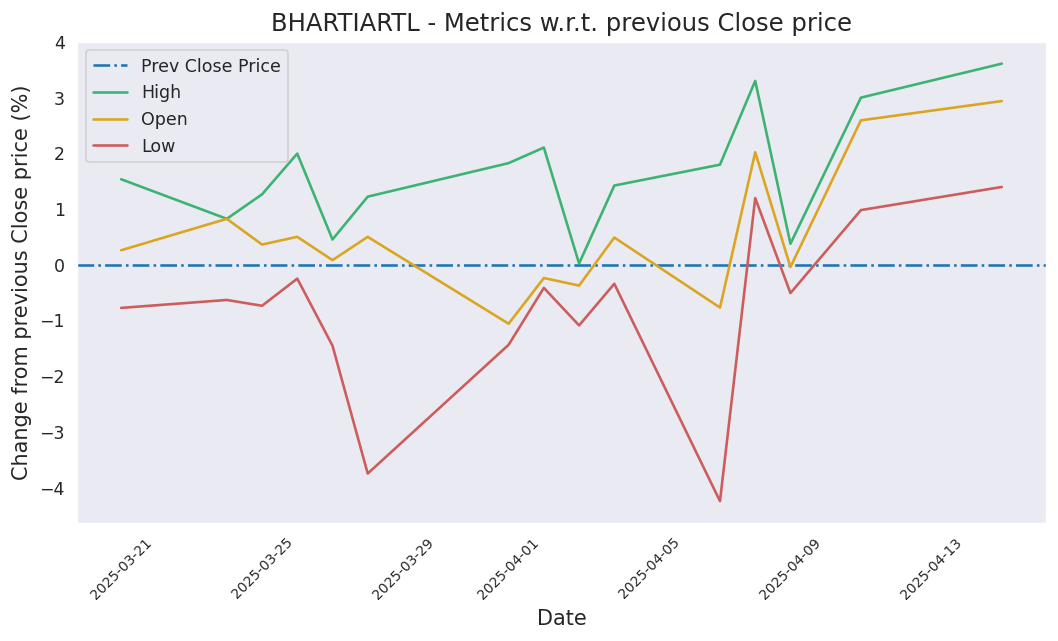 BHARTIARTL - Metrics w.r.t. previous Close price
Change from previous Close price (%)
4
3
2
1
0
−1
−2
−3
−4
Prev Close Price
High
Open
Low
2025-03-21
2025-03-25
2025-03-29
2025-04-01
2025-04-05
2025-04-09
2025-04-13
Date